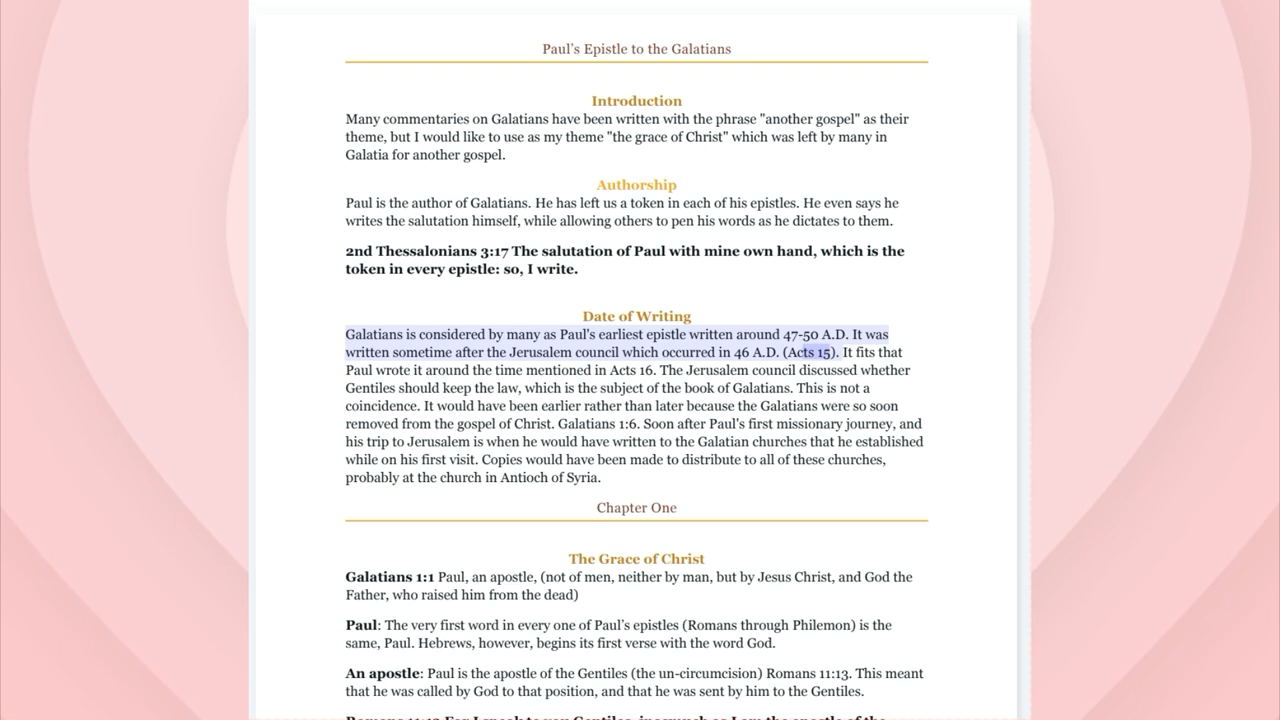 Paul's Epistle to the Galatians
Introduction
Many commentaries on Galatians have been written with the phrase "another gospel" as their
theme, but I would like to use as my theme "the grace of Christ" which was left by many in
Galatia for another gospel.
Authorship
Paul is the author of Galatians. He has left us a token in each of his epistles. He even says he
writes the salutation himself, while allowing others to pen his words as he dictates to them.
2nd Thessalonians 3:17 The salutation of Paul with mine own hand, which is the
token in every epistle: so, I write.
Date of Writing
Galatians is considered by many as Paul's earliest epistle written around 47-50 A.D. It was
written sometime after the Jerusalem council which occurred in 46 A.D. (Acts 15). It fits that
Paul wrote it around the time mentioned in Acts 16. The Jerusalem council discussed whether
Gentiles should keep the law, which is the subject of the book of Galatians. This is not a
coincidence. It would have been earlier rather than later because the Galatians were so soon
removed from the gospel of Christ. Galatians 1:6. Soon after Paul's first missionary journey, and
his trip to Jerusalem is when he would have written to the Galatian churches that he established
while on his first visit. Copies would have been made to distribute to all of these churches,
probably at the church in Antioch of Syria.
Chapter One
The Grace of Christ
Galatians 1:1 Paul, an apostle, (not of men, neither by man, but by Jesus Christ, and God the
Father, who raised him from the dead)
Paul: The very first word in every one of Paul's epistles (Romans through Philemon) is the
same, Paul. Hebrews, however, begins its first verse with the word God.
An apostle: Paul is the apostle of the Gentiles (the un-circumcision) Romans 11:13. This meant
that he was called by God to that position, and that he was sent by him to the Gentiles.
Romans 11:13 For I speak to you Gentiles, inasmuch as I am the apostle of the